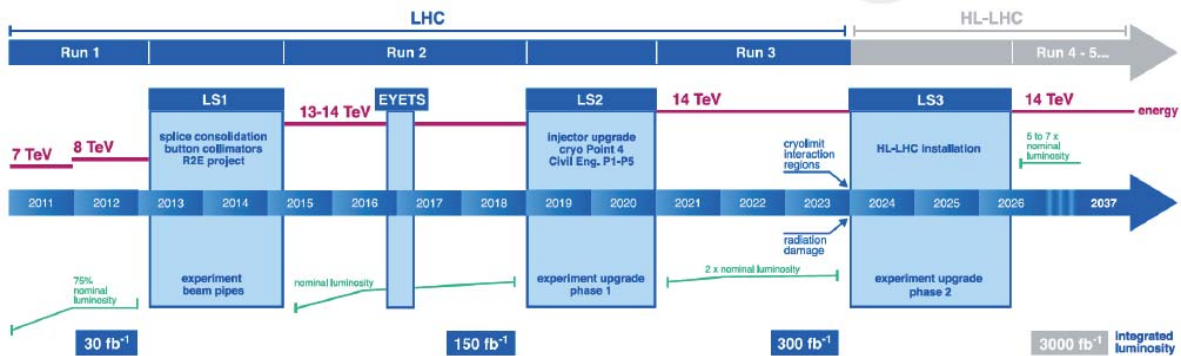 LHC
HL-LHC
Run 1
Run 2
Run 3
Run 4 - 5...
LS1
EYETS
LS2
LS3
13-14 TeV
14 TeV
14 TeV
energy
7 TeV
8 TeV
splice consolidation
button collimators
R2E project
injector upgrade
cryo Point 4
Civil Eng. P1-P5
cryolimit
interaction
regions
HL-LHC installation
5 to 7 x
nominal
luminosity
2011
2012
2013
2014
2015
2016
2017
2018
2019
2020
2021
2022
2023
2024
2025
2026
2037
radiation
damage
75%
nominal
luminosity
experiment
beam pipes
nominal luminosity
experiment upgrade
phase 1
2 x nominal luminosity
experiment upgrade
phase 2
30 fb-1
150 fb-1
300 fb-1
3000 fb-1
integrated
luminosity